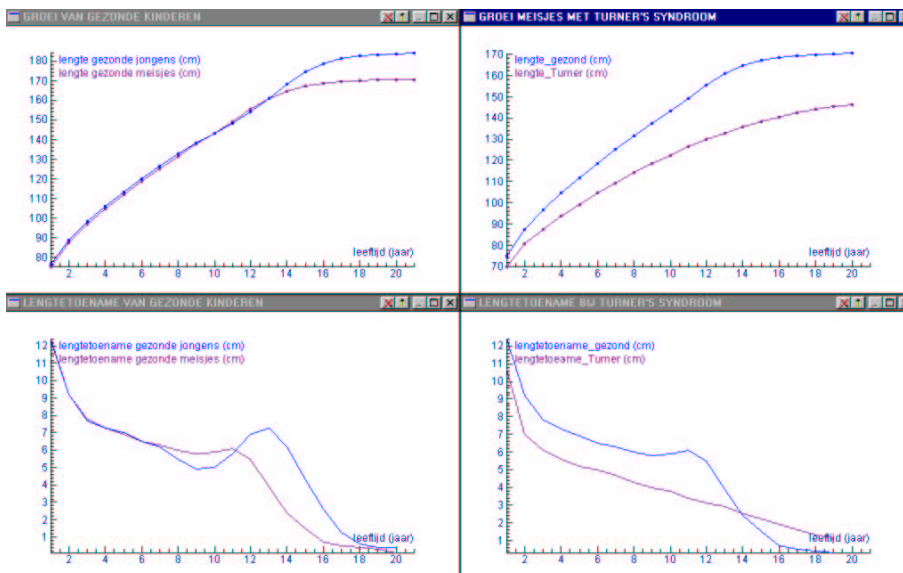 GROEI VAN GEZONDE KINDEREN
lengte gezonde jongens (cm)
lengte gezonde meisjes (cm)
180
170
160
150
140
130
120
110
100
90
80
leeftijd (jaar)
2 4 6 8 10 12 14 16 18 20
GROEI MEISJES MET TURNER'S SYNDROOM
lengte_gezond (cm)
lengte_Turner (cm)
170
160
150
140
130
120
110
100
90
80
70
leeftijd (jaar)
2 4 6 8 10 12 14 16 18 20
LENGTETOENAME VAN GEZONDE KINDEREN
lengtetoename gezonde jongens (cm)
lengtetoename gezonde meisjes (cm)
12
11
10
9
8
7
6
5
4
3
2
1
leeftijd (jaar)
2 4 6 8 10 12 14 16 18 20
LENGTETOENAME BIJ TURNER'S SYNDROOM
lengtetoename_gezond (cm)
lengtetoearne_Turner (cm)
12
11
10
9
8
7
6
5
4
3
2
1
leeftijd (jaar)
2 4 6 8 10 12 14 16 18 20